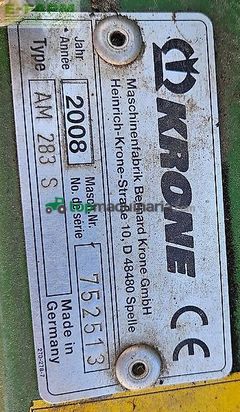 KRONE
CE
Maschinenfabrik Bernard Krone GmbH
Heinrich-Krone-Straße 10, D 48480 Spelle
Jahr
Année
2008
Masch. Nr.
No. de série
752513
Type
AM 283 S
Made in
Germany